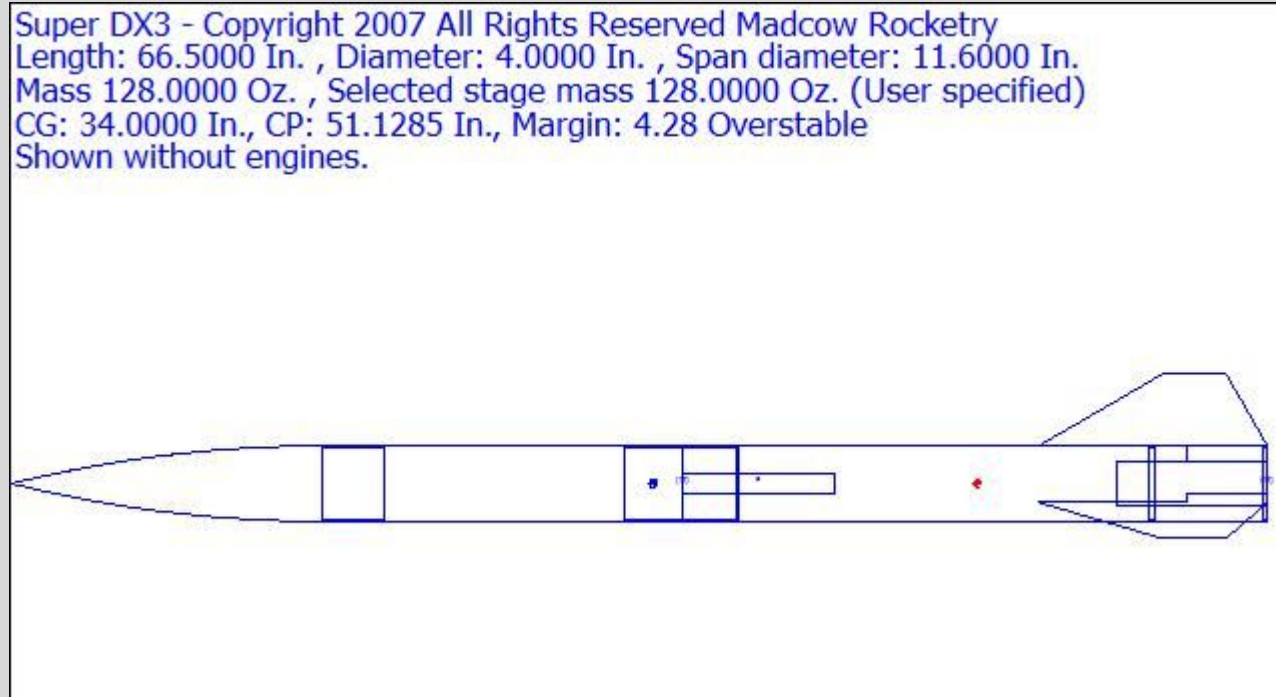 Super DX3 - Copyright 2007 All Rights Reserved Madcow Rocketry
Length: 66.5000 In. , Diameter: 4.0000 In. , Span diameter: 11.6000 In.
Mass 128.0000 Oz. , Selected stage mass 128.0000 Oz. (User specified)
CG: 34.0000 In., CP: 51.1285 In., Margin: 4.28 Overstable
Shown without engines.